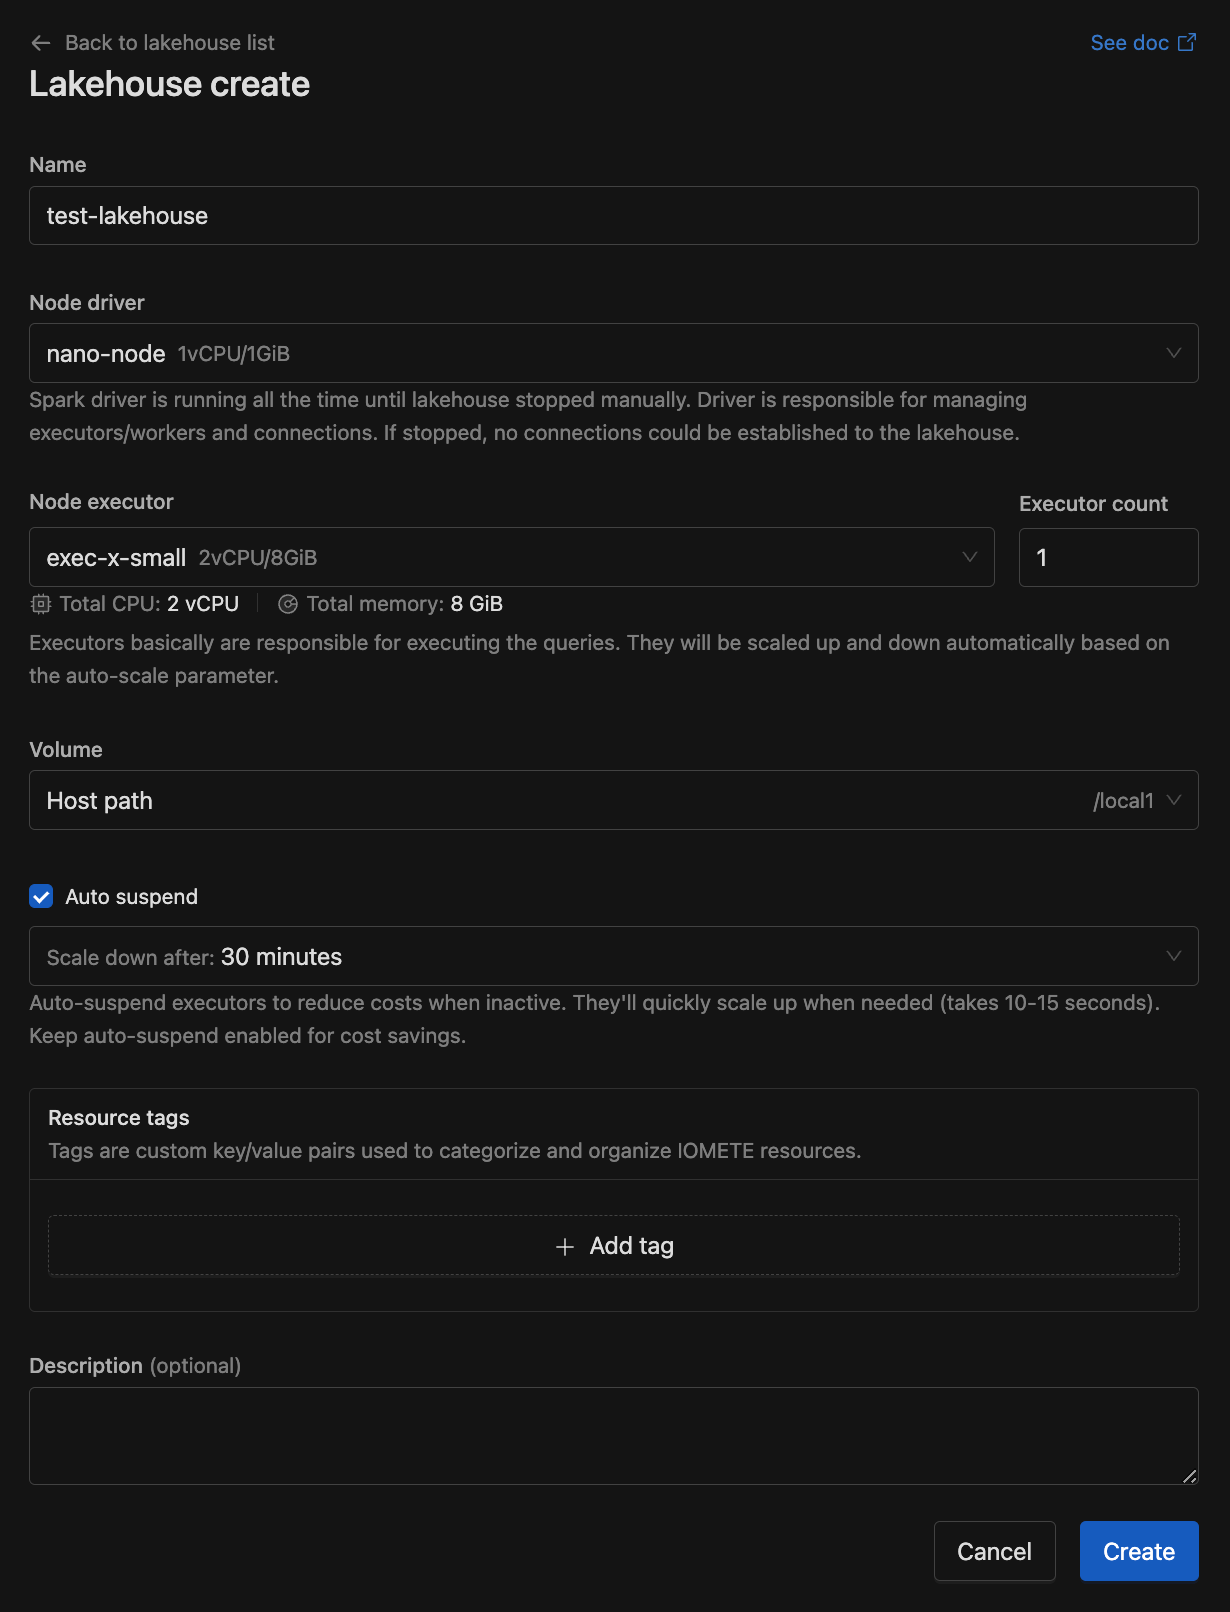 Back to lakehouse list
See doc
Lakehouse create
Name
test-lakehouse
Node driver
nano-node 1vCPU/1GiB
Spark driver is running all the time until lakehouse stopped manually. Driver is responsible for managing
executors/workers and connections. If stopped, no connections could be established to the lakehouse.
Node executor
Executor count
exec-x-small 2vCPU/8GiB
1
Total CPU: 2 vCPU
Total memory: 8 GiB
Executors basically are responsible for executing the queries. They will be scaled up and down automatically based on
the auto-scale parameter.
Volume
Host path
/local1
Auto suspend
Scale down after: 30 minutes
Auto-suspend executors to reduce costs when inactive. They'll quickly scale up when needed (takes 10-15 seconds).
Keep auto-suspend enabled for cost savings.
Resource tags
Tags are custom key/value pairs used to categorize and organize IOMETE resources.
Add tag
Description (optional)
Cancel
Create